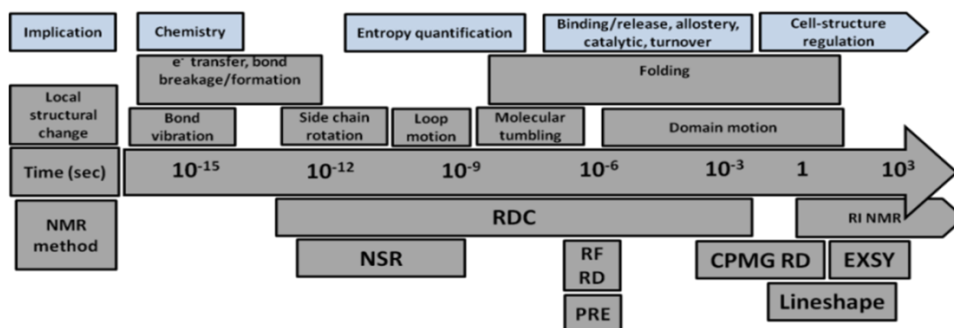 Implication
Chemistry
Entropy quantification
Binding/release, allostery,
catalytic, turnover
Cell-structure
regulation
e⁻ transfer, bond
breakage/formation
Folding
Local
structural
change
Bond
vibration
Side chain
rotation
Loop
motion
Molecular
tumbling
Domain motion
Time (sec)
10⁻¹⁵
10⁻¹²
10⁻⁹
10⁻⁶
10⁻³
1
10³
NMR
method
RDC
RI NMR
NSR
RF
RD
CPMG RD
EXSY
PRE
Lineshape